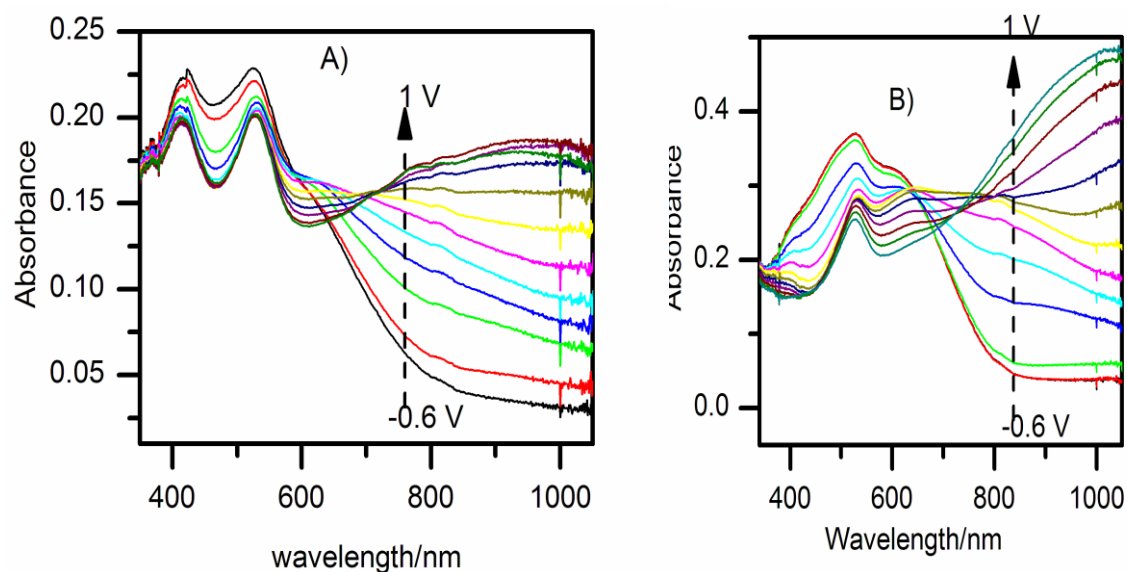 A)
1 V
0.25
0.20
0.15
0.10
0.05
Absorbance
-0.6 V
400
600
800
1000
wavelength/nm
1 V
B)
0.4
0.2
0.0
Absorbance
-0.6 V
400
600
800
1000
Wavelength/nm